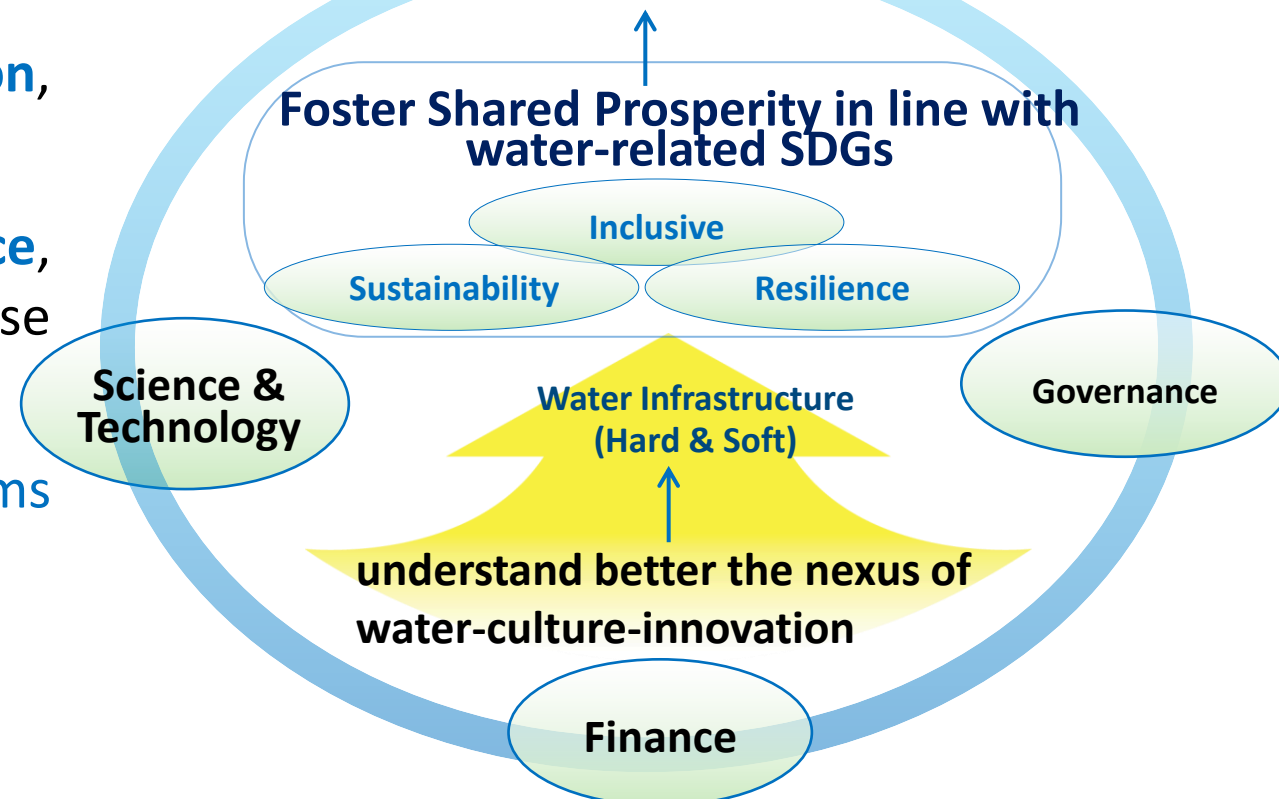 on,
ce,
se
ms
Foster Shared Prosperity in line with
water-related SDGs
Inclusive
Sustainability
Resilience
Science &
Technology
Water Infrastructure
(Hard & Soft)
Governance
understand better the nexus of
water-culture-innovation
Finance